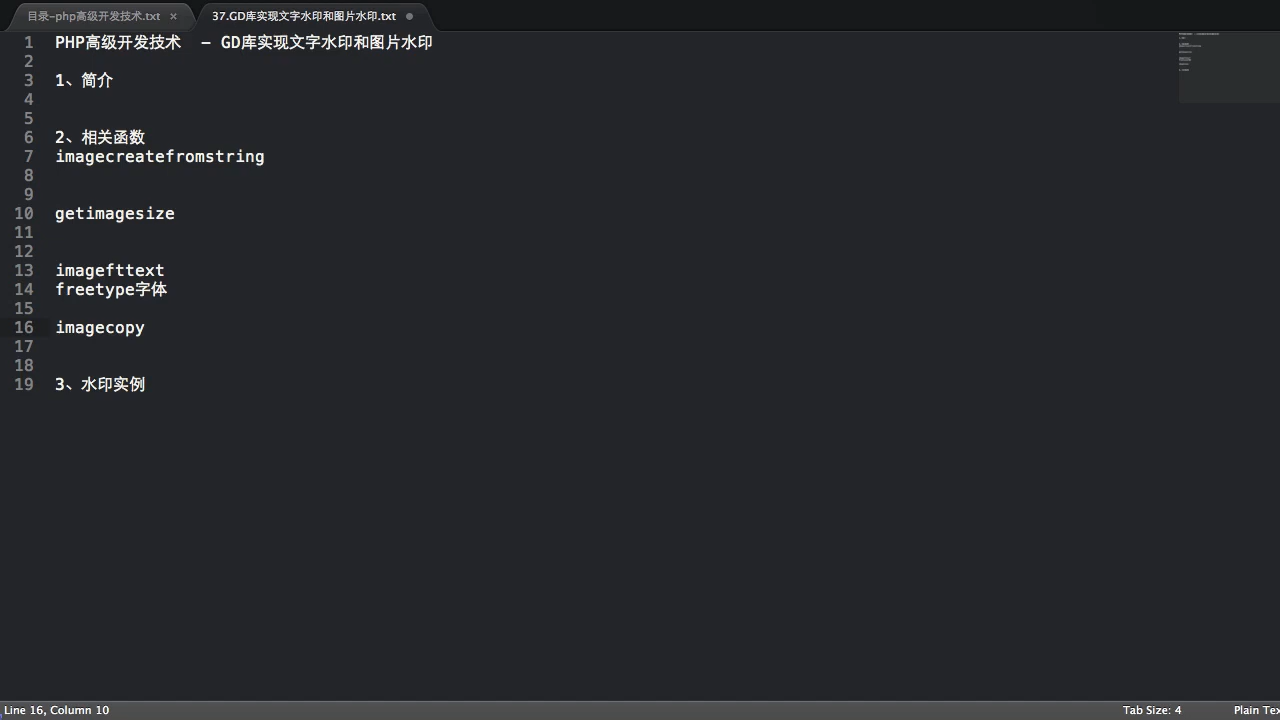 目录-php高级开发技术.txt ×
37.GD库实现文字水印和图片水印.txt
1 PHP高级开发技术 - GD库实现文字水印和图片水印
2
3 1、简介
4
5
6 2、相关函数
7 imagecreatefromstring
8
9
10 getimagesize
11
12
13 imagefttext
14 freetype字体
15
16 imagecopy
17
18
19 3、水印实例
Line 16, Column 10
Tab Size: 4
Plain Tex